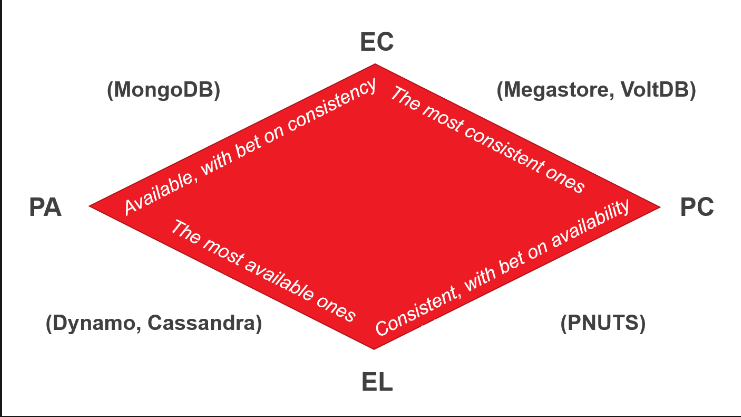 EC
(MongoDB)
(Megastore, VoltDB)
Available, with bet on consistency
The most consistent ones
PA
PC
The most available ones
Consistent, with bet on availability
(Dynamo, Cassandra)
(PNUTS)
EL